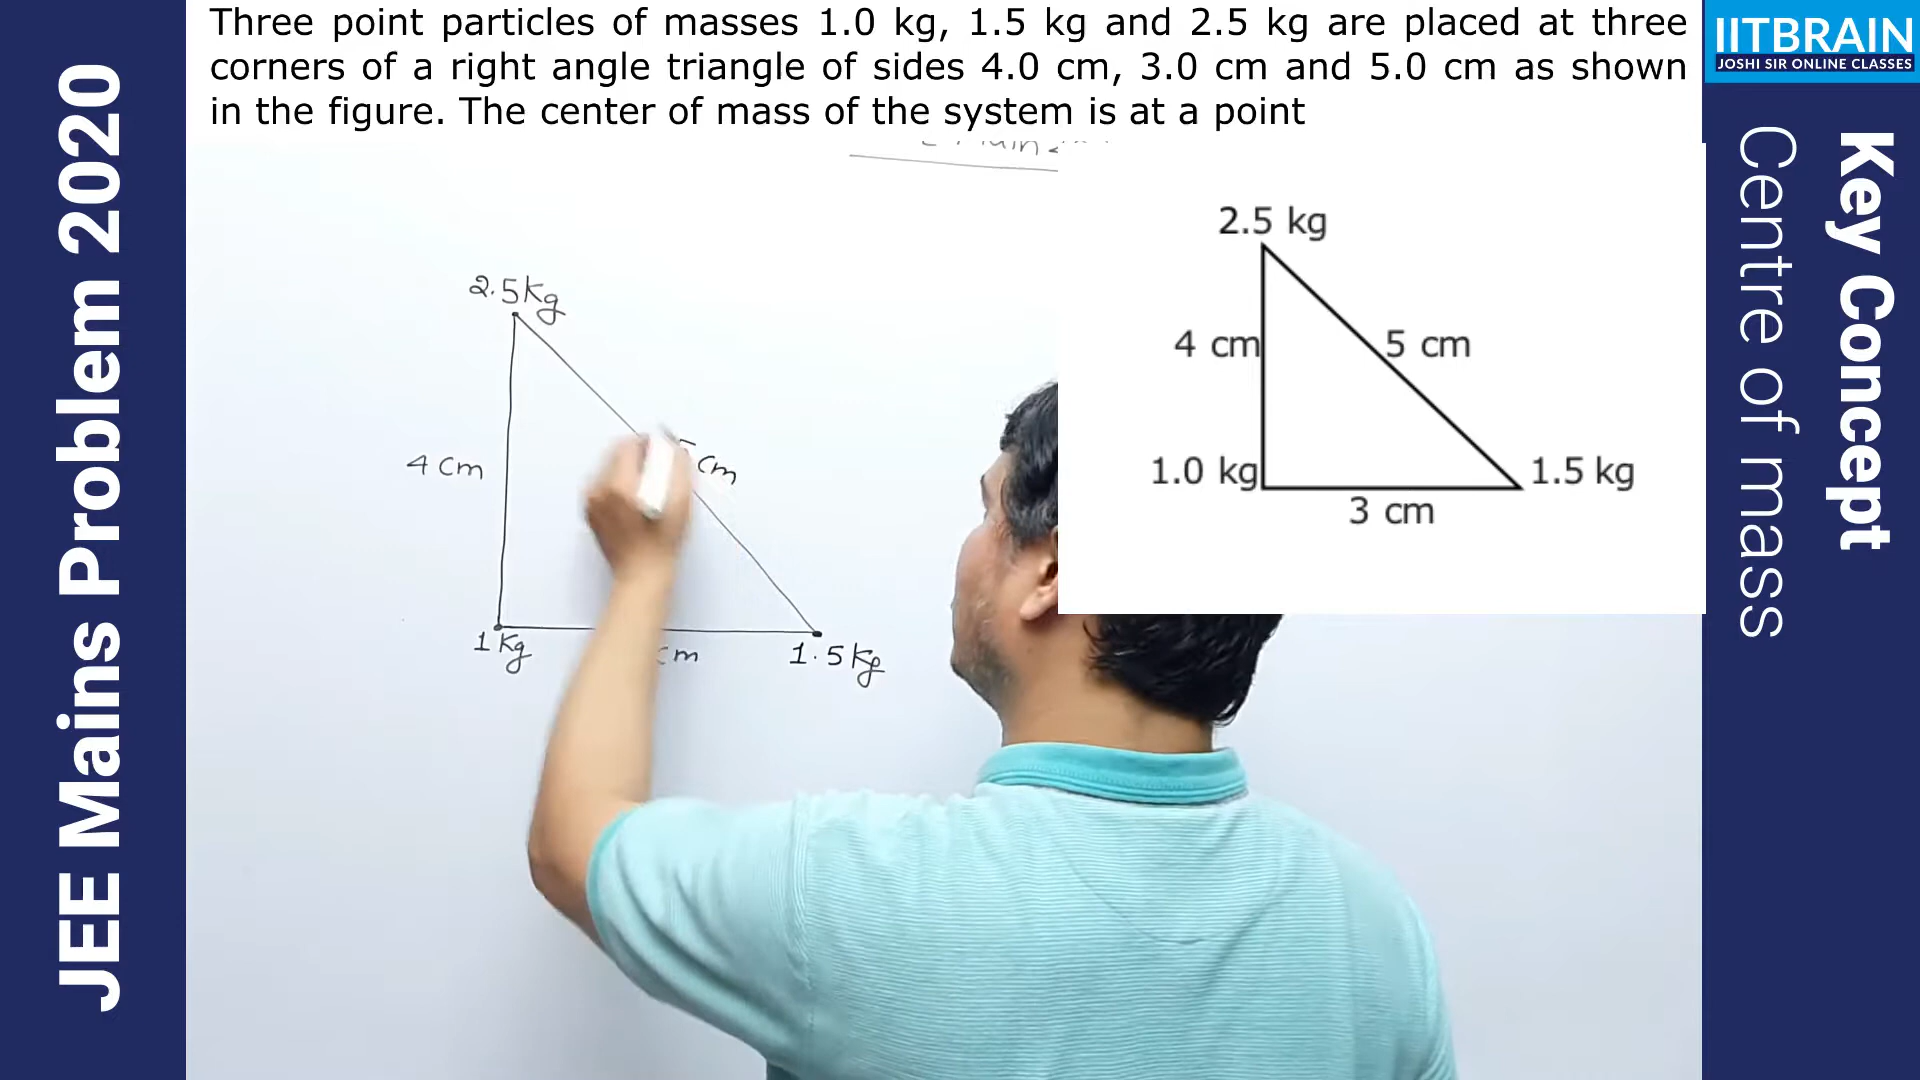 Three point particles of masses 1.0 kg, 1.5 kg and 2.5 kg are placed at three
corners of a right angle triangle of sides 4.0 cm, 3.0 cm and 5.0 cm as shown
in the figure. The center of mass of the system is at a point
IITBRAIN
JOSHI SIR ONLINE CLASSES
JEE Mains Problem 2020
Key Concept
Centre of mass
2.5 kg
4 cm
5 cm
1.0 kg
1.5 kg
3 cm
2.5Kg
4 cm
cm
1 Kg
cm
1.5 Kg